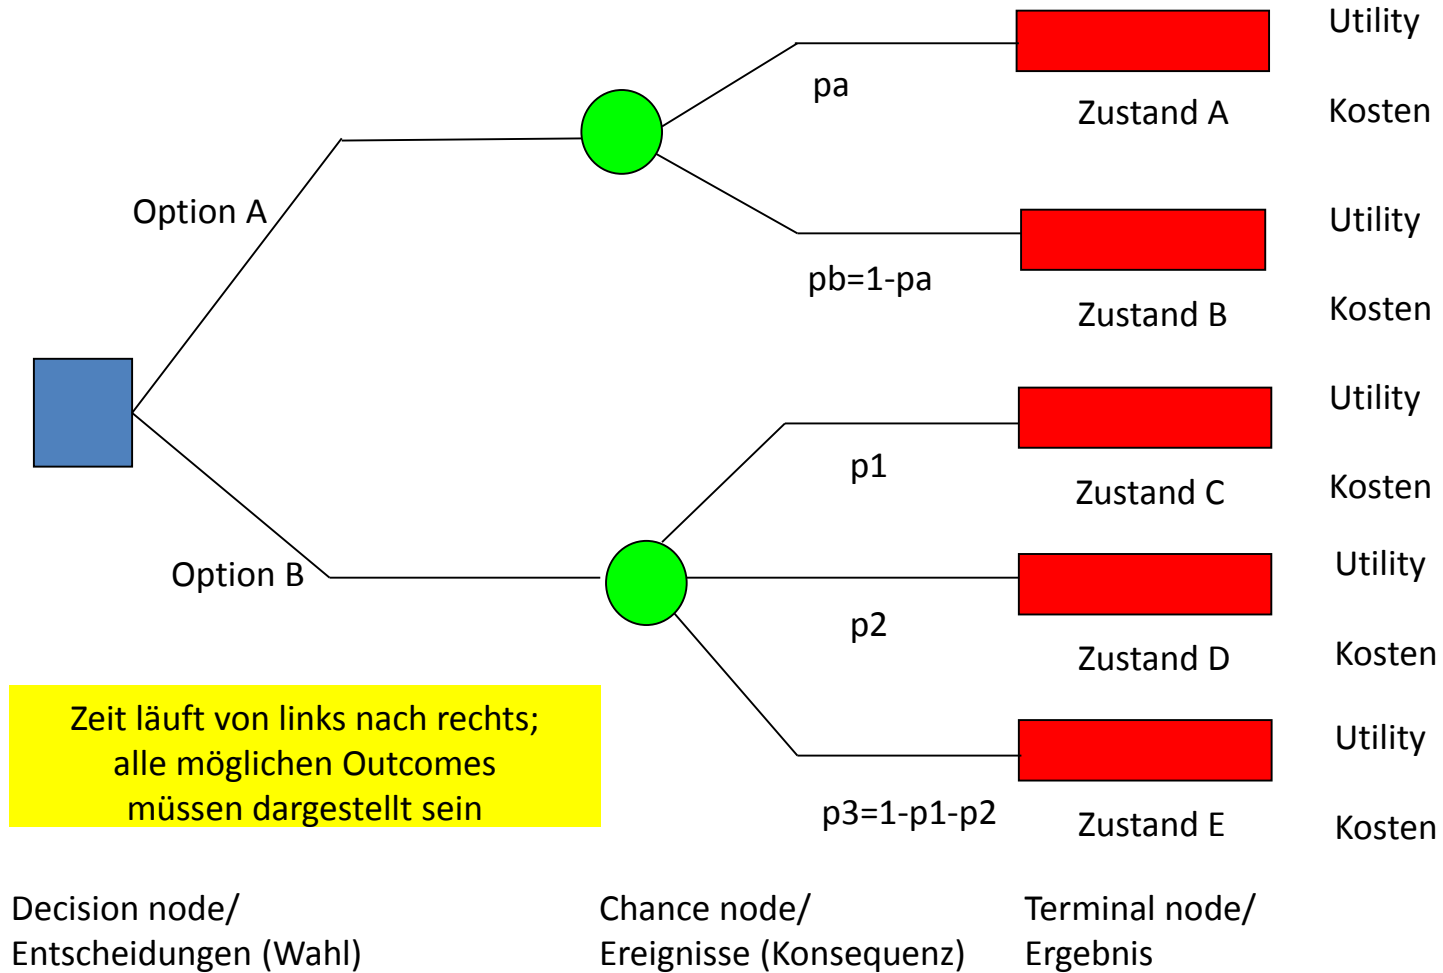 Utility
pa
Zustand A
Kosten
Option A
Utility
pb=1-pa
Zustand B
Kosten
Utility
p1
Zustand C
Kosten
Option B
Utility
p2
Zustand D
Kosten
Zeit läuft von links nach rechts;
alle möglichen Outcomes
müssen dargestellt sein
Utility
p3=1-p1-p2
Zustand E
Kosten
Decision node/
Entscheidungen (Wahl)
Chance node/
Ereignisse (Konsequenz)
Terminal node/
Ergebnis